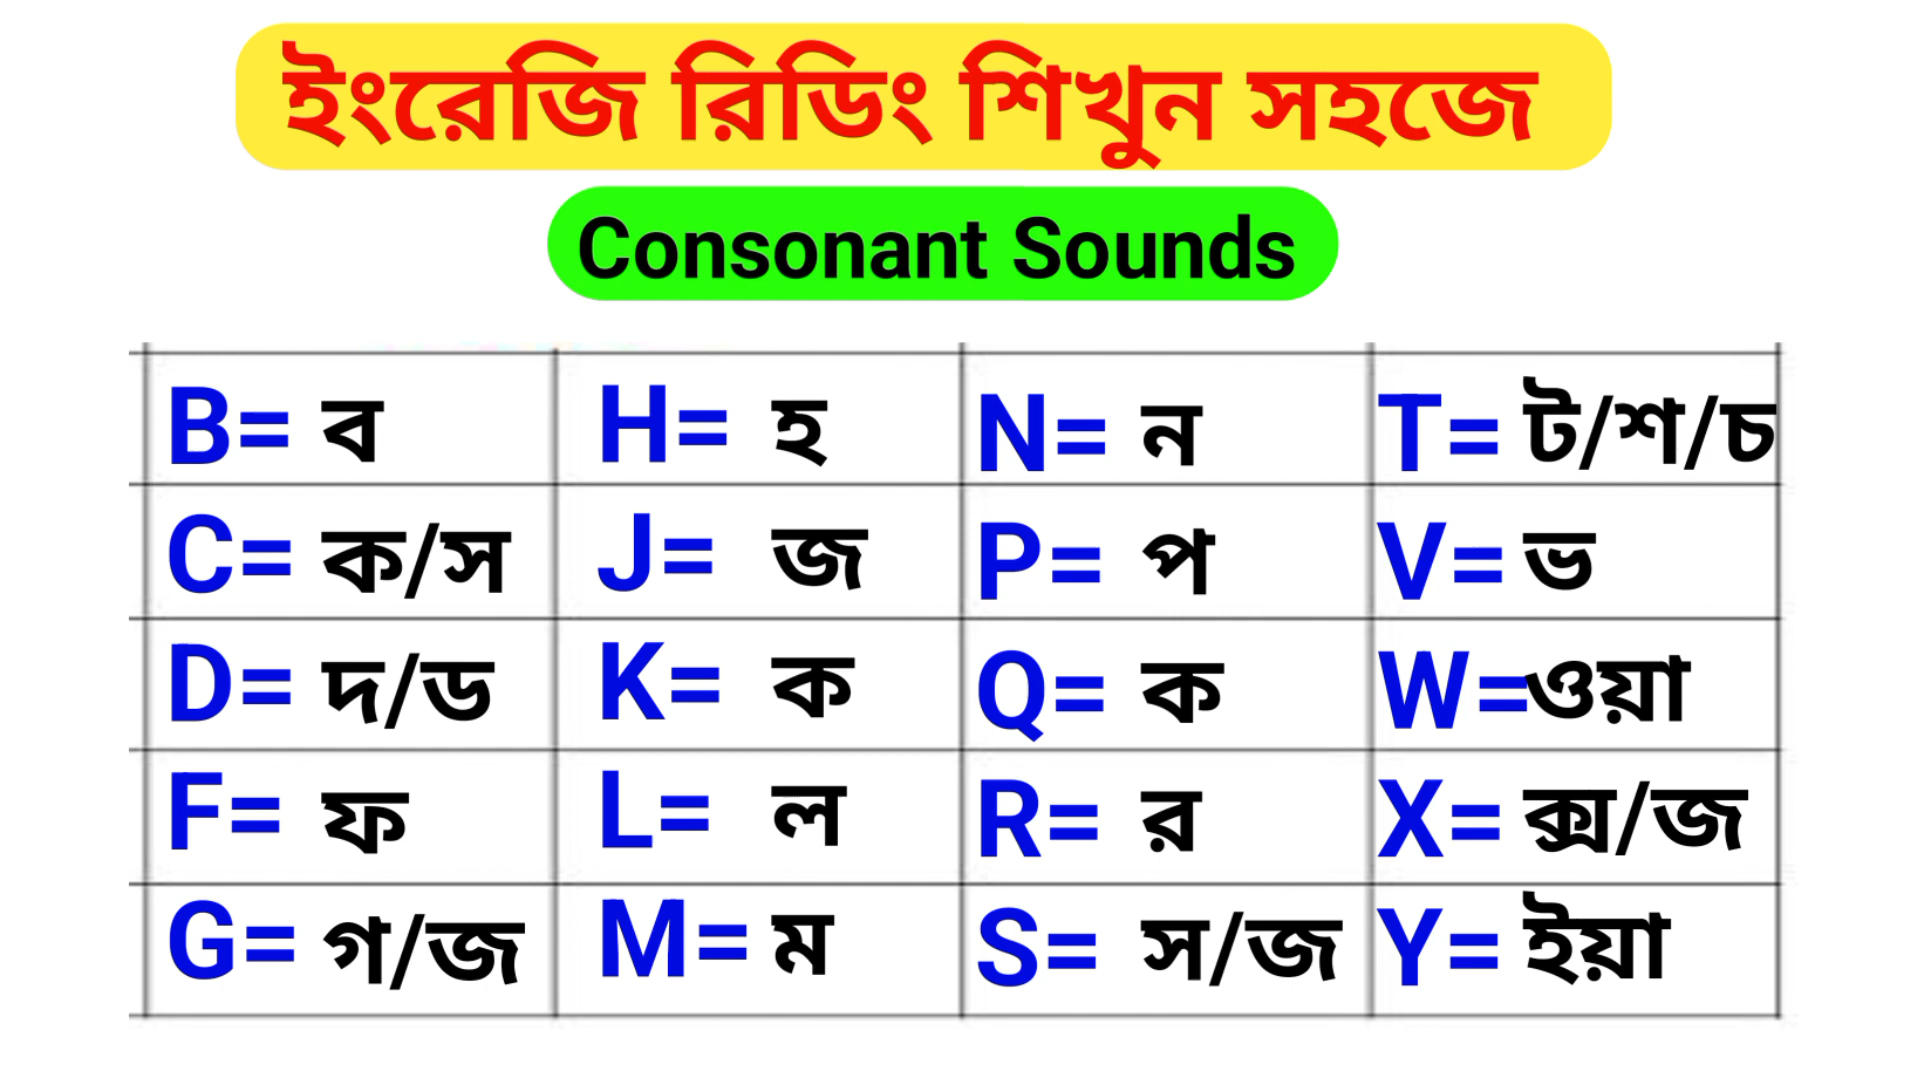 ইংরেজি রিডিং শিখুন সহজে
Consonant Sounds
B= ব H= হ N= ন T= ট/শ/চ
C= ক/স J= জ P= প V= ভ
D= দ/ড K= ক Q= ক W=ওয়া
F= ফ L= ল R= র X= ক্স/জ
G= গ/জ M= ম S= স/জ Y= ইয়া